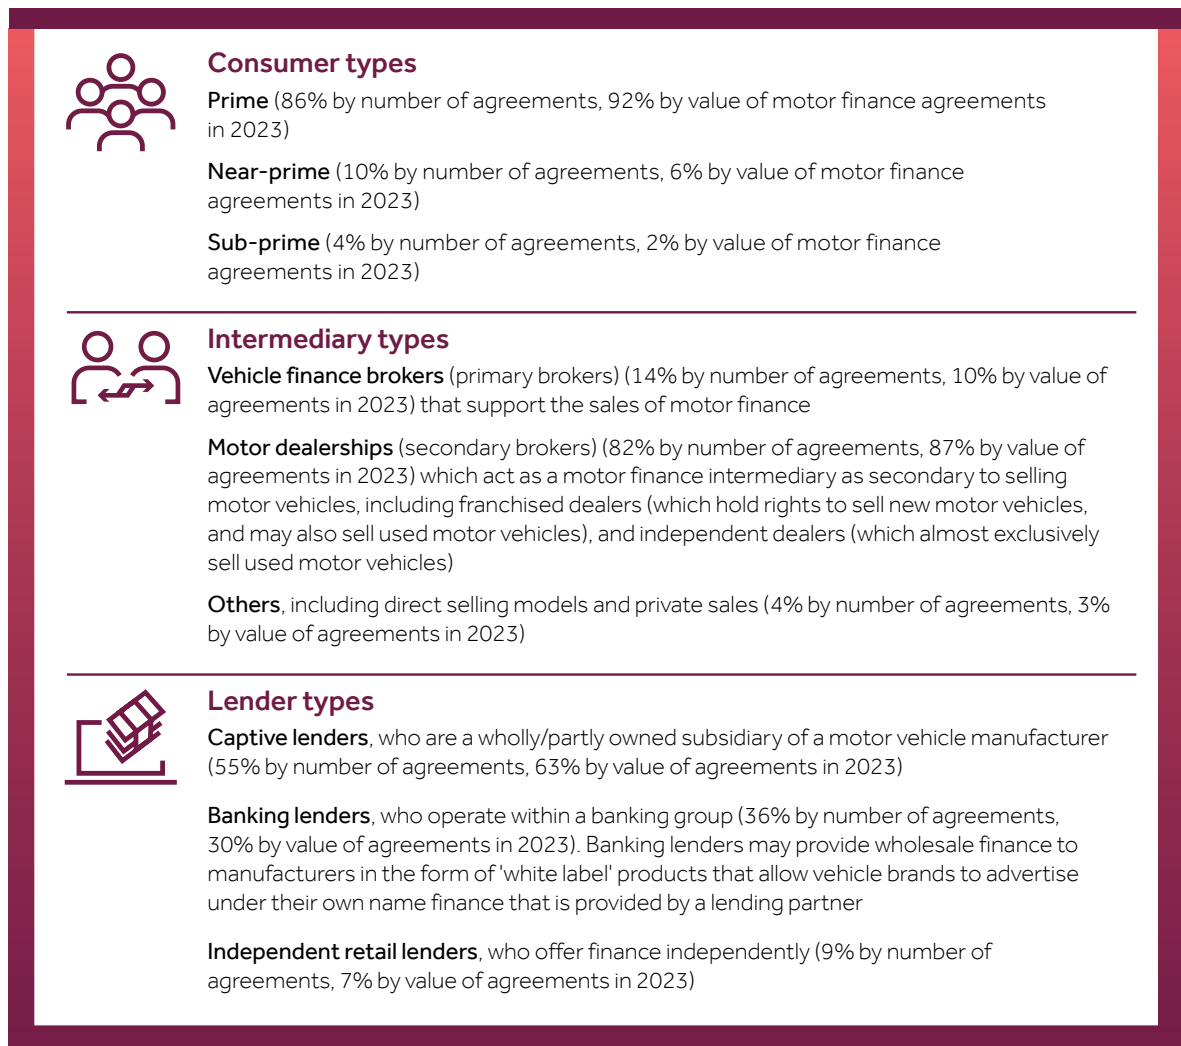 Consumer types
Prime (86% by number of agreements, 92% by value of motor finance agreements
in 2023)
Near-prime (10% by number of agreements, 6% by value of motor finance
agreements in 2023)
Sub-prime (4% by number of agreements, 2% by value of motor finance
agreements in 2023)
Intermediary types
Vehicle finance brokers (primary brokers) (14% by number of agreements, 10% by value of
agreements in 2023) that support the sales of motor finance
Motor dealerships (secondary brokers) (82% by number of agreements, 87% by value of
agreements in 2023) which act as a motor finance intermediary as secondary to selling
motor vehicles, including franchised dealers (which hold rights to sell new motor vehicles,
and may also sell used motor vehicles), and independent dealers (which almost exclusively
sell used motor vehicles)
Others, including direct selling models and private sales (4% by number of agreements, 3%
by value of agreements in 2023)
Lender types
Captive lenders, who are a wholly/partly owned subsidiary of a motor vehicle manufacturer
(55% by number of agreements, 63% by value of agreements in 2023)
Banking lenders, who operate within a banking group (36% by number of agreements,
30% by value of agreements in 2023). Banking lenders may provide wholesale finance to
manufacturers in the form of 'white label' products that allow vehicle brands to advertise
under their own name finance that is provided by a lending partner
Independent retail lenders, who offer finance independently (9% by number of
agreements, 7% by value of agreements in 2023)